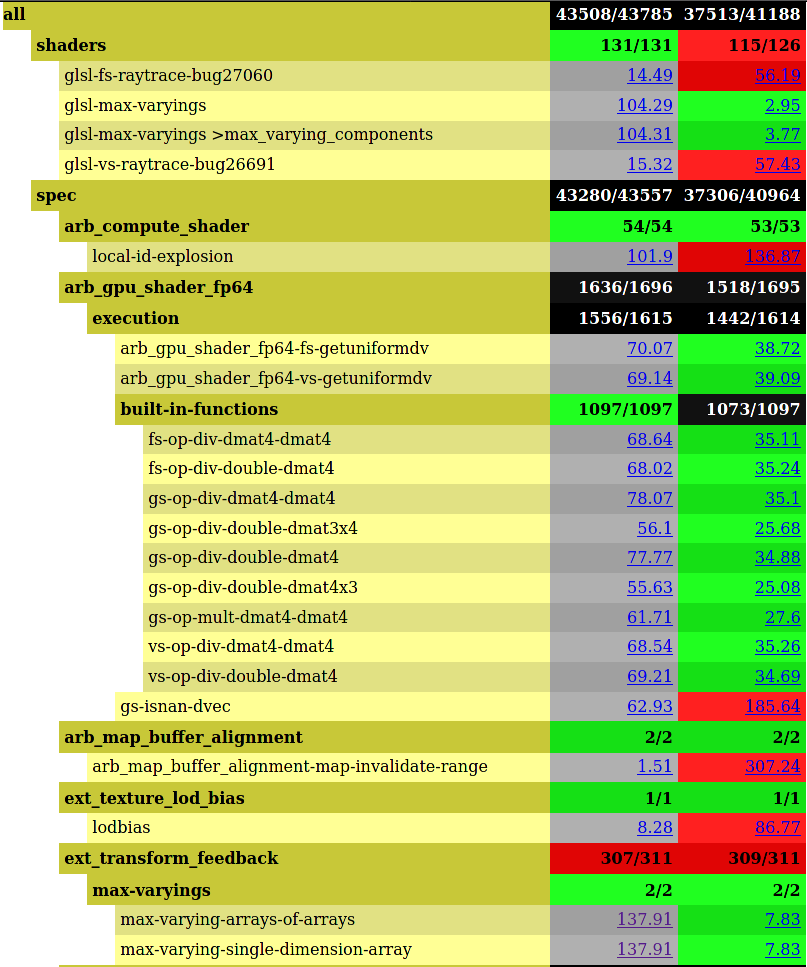 all 43508/43785 37513/41188
shaders 131/131 115/126
glsl-fs-raytrace-bug27060 14.49 56.19
glsl-max-varyings 104.29 2.95
glsl-max-varyings >max_varying_components 104.31 3.77
glsl-vs-raytrace-bug26691 15.32 57.43
spec 43280/43557 37306/40964
arb_compute_shader 54/54 53/53
local-id-explosion 101.9 136.87
arb_gpu_shader_fp64 1636/1696 1518/1695
execution 1556/1615 1442/1614
arb_gpu_shader_fp64-fs-getuniformdv 70.07 38.72
arb_gpu_shader_fp64-vs-getuniformdv 69.14 39.09
built-in-functions 1097/1097 1073/1097
fs-op-div-dmat4-dmat4 68.64 35.11
fs-op-div-double-dmat4 68.02 35.24
gs-op-div-dmat4-dmat4 78.07 35.1
gs-op-div-double-dmat3x4 56.1 25.68
gs-op-div-double-dmat4 77.77 34.88
gs-op-div-double-dmat4x3 55.63 25.08
gs-op-mult-dmat4-dmat4 61.71 27.6
vs-op-div-dmat4-dmat4 68.54 35.26
vs-op-div-double-dmat4 69.21 34.69
gs-isnan-dvec 62.93 185.64
arb_map_buffer_alignment 2/2 2/2
arb_map_buffer_alignment-map-invalidate-range 1.51 307.24
ext_texture_lod_bias 1/1 1/1
lodbias 8.28 86.77
ext_transform_feedback 307/311 309/311
max-varyings 2/2 2/2
max-varying-arrays-of-arrays 137.91 7.83
max-varying-single-dimension-array 137.91 7.83